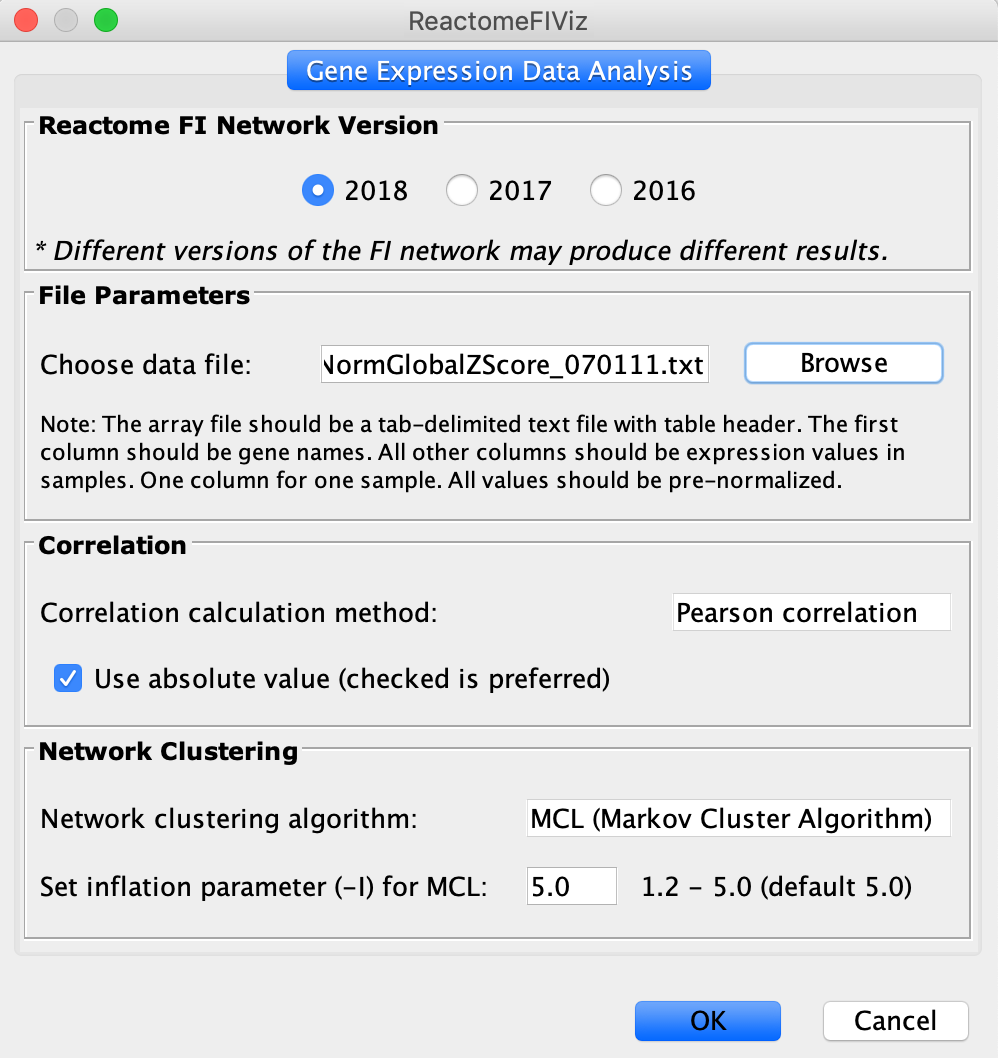 ReactomeFIViz
Gene Expression Data Analysis
Reactome FI Network Version
2018 2017 2016
* Different versions of the FI network may produce different results.
File Parameters
Choose data file: NormGlobalZScore_070111.txt Browse
Note: The array file should be a tab-delimited text file with table header. The first
column should be gene names. All other columns should be expression values in
samples. One column for one sample. All values should be pre-normalized.
Correlation
Correlation calculation method: Pearson correlation
Use absolute value (checked is preferred)
Network Clustering
Network clustering algorithm: MCL (Markov Cluster Algorithm)
Set inflation parameter (-I) for MCL: 5.0 1.2 - 5.0 (default 5.0)
OK Cancel